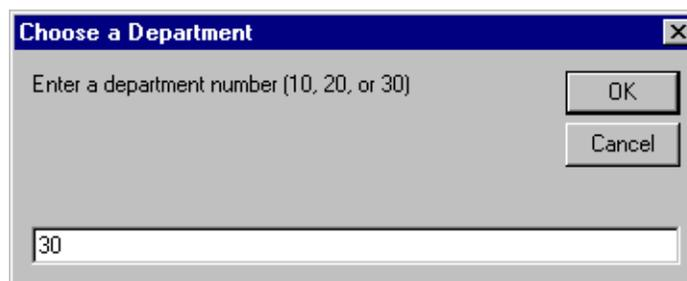 Choose a Department
Enter a department number (10, 20, or 30)
OK
Cancel
30